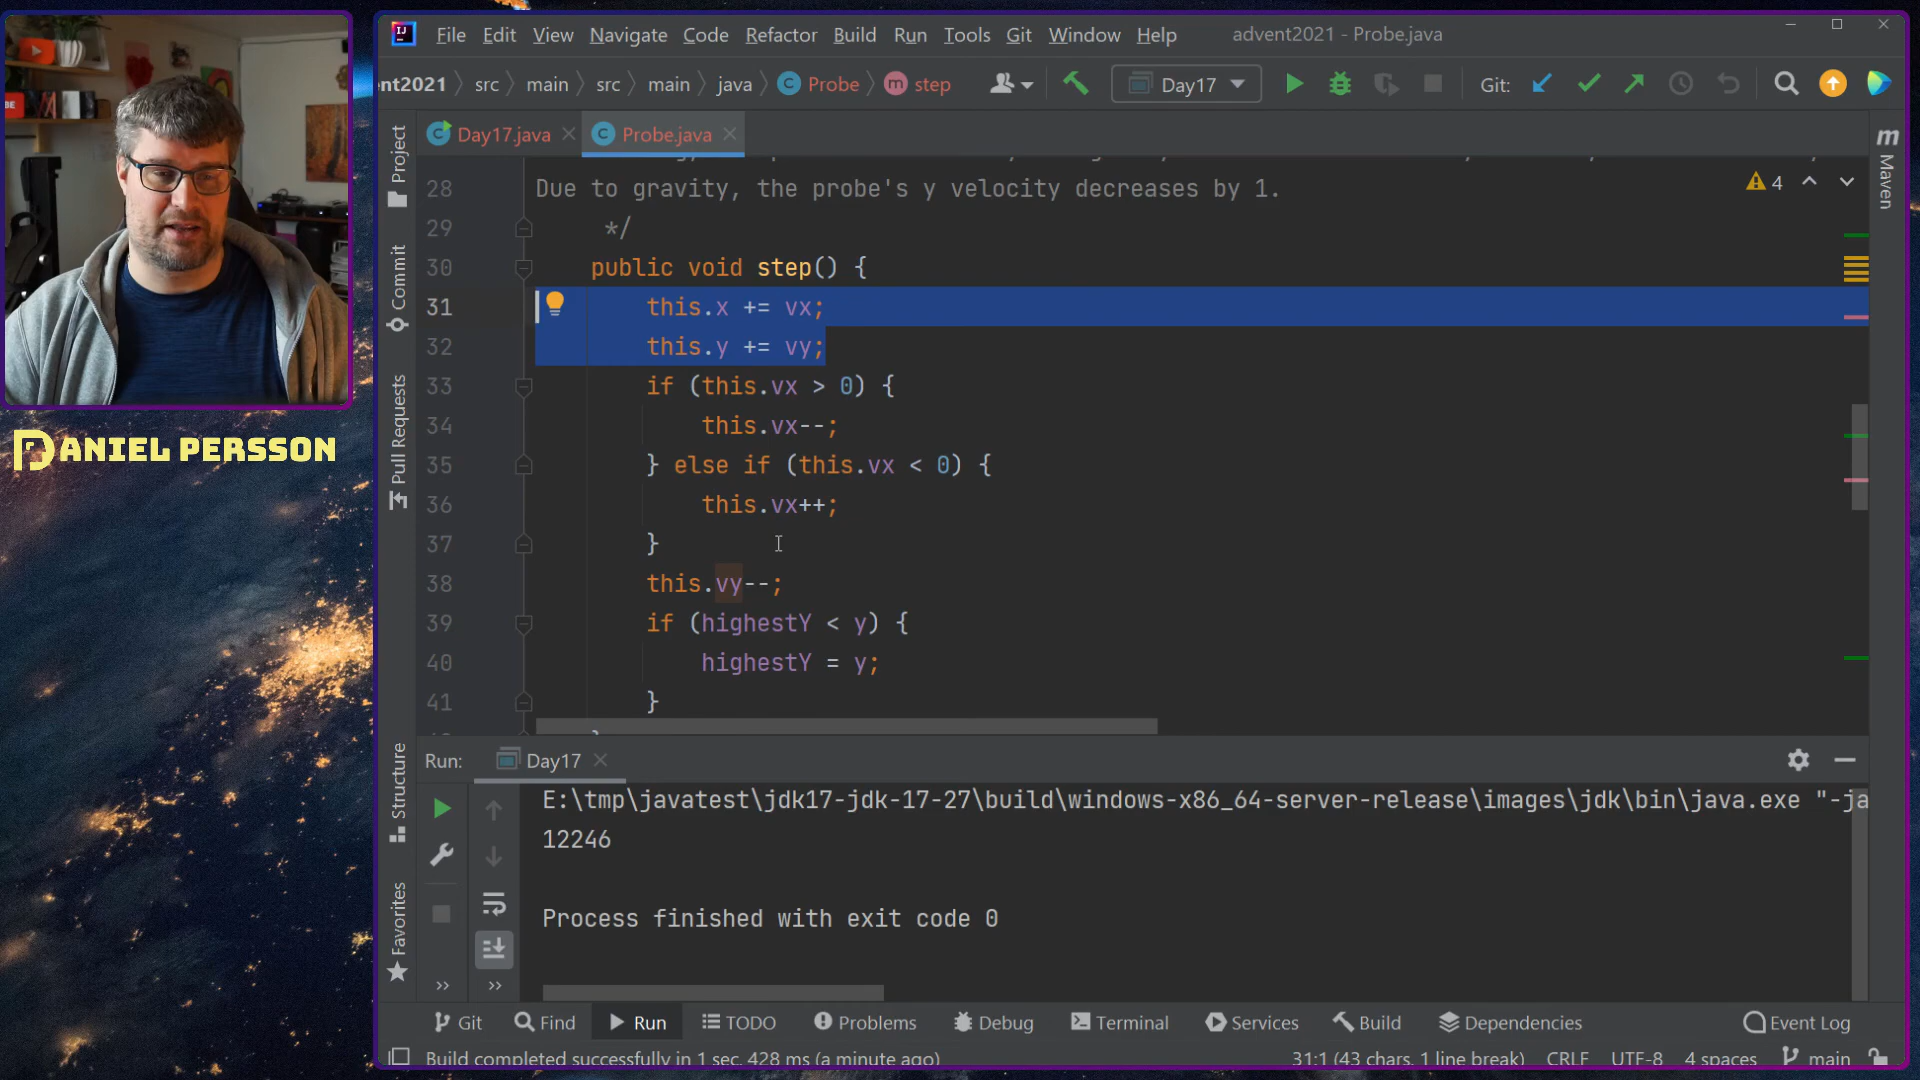 File Edit View Navigate Code Refactor Build Run Tools Git Window Help advent2021 - Probe.java
nt2021 src main src main java Probe step Day17 Git:
Day17.java Probe.java
28 Due to gravity, the probe's y velocity decreases by 1.
29 */
30 public void step() {
31 this.x += vx;
32 this.y += vy;
33 if (this.vx > 0) {
34 this.vx--;
35 } else if (this.vx < 0) {
36 this.vx++;
37 }
38 this.vy--;
39 if (highestY < y) {
40 highestY = y;
41 }
4
Project
Commit
Pull Requests
Structure
Favorites
Maven
DANIEL PERSSON
Run: Day17
E:\tmp\javatest\jdk17-jdk-17-27\build\windows-x86_64-server-release\images\jdk\bin\java.exe "-ja
12246
Process finished with exit code 0
Git Find Run TODO Problems Debug Terminal Services Build Dependencies Event Log
Build completed successfully in 1 sec, 428 ms (a minute ago) 31:1 (43 chars, 1 line break) CRLF UTF-8 4 spaces main